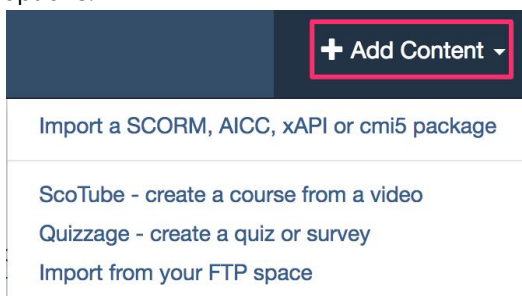 options.
Add Content
Import a SCORM, AICC, xAPI or cmi5 package
ScoTube - create a course from a video
Quizzage - create a quiz or survey
Import from your FTP space